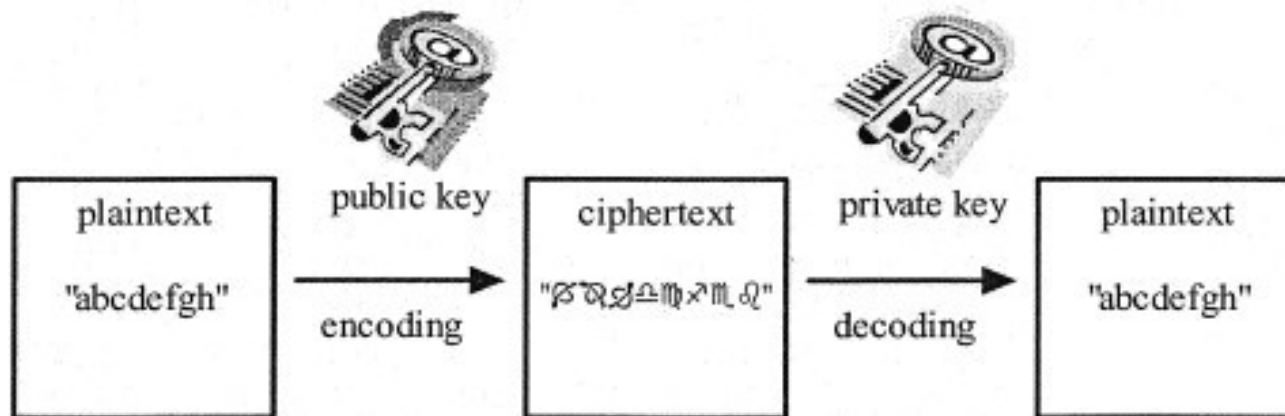 public key
private key
plaintext
ciphertext
plaintext
"abcdefgh"
"♎♍♐♏♌"
"abcdefgh"
encoding
decoding